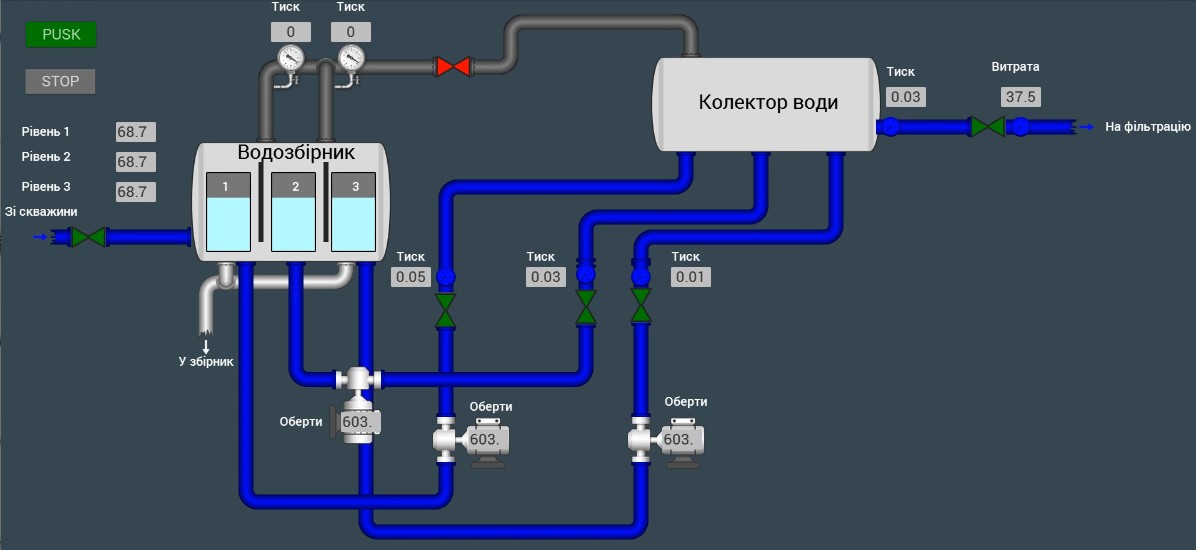 Тиск
Тиск
0
0
PUSK
STOP
Рівень 1
68.7
Рівень 2
68.7
Рівень 3
68.7
Зі скважини
Водозбірник
1
2
3
У збірник
Колектор води
Тиск
0.03
Витрата
37.5
На фільтрацію
Тиск
0.05
Тиск
0.03
Тиск
0.01
Оберти
603.
Оберти
603.
Оберти
603.